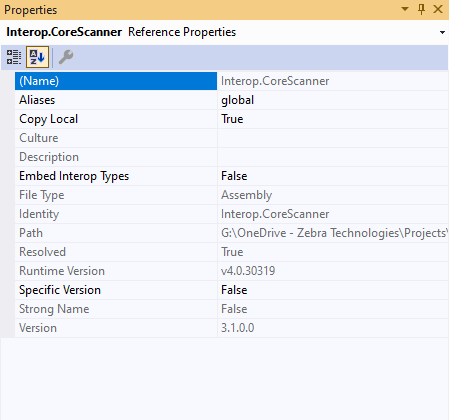 Properties
Interop.CoreScanner Reference Properties
(Name) Interop.CoreScanner
Aliases global
Copy Local True
Culture
Description
Embed Interop Types False
File Type Assembly
Identity Interop.CoreScanner
Path G:\OneDrive - Zebra Technologies\Projects\
Resolved True
Runtime Version v4.0.30319
Specific Version False
Strong Name False
Version 3.1.0.0